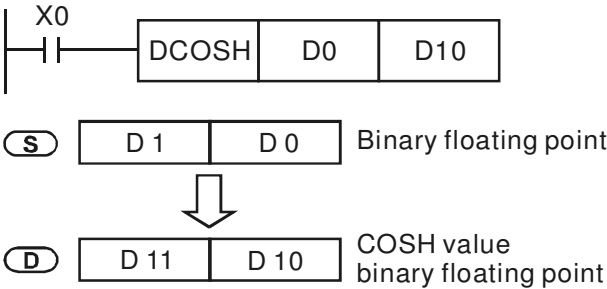 X0
DCOSH D0 D10
S D 1 D 0 Binary floating point
D D 11 D 10 COSH value
binary floating point